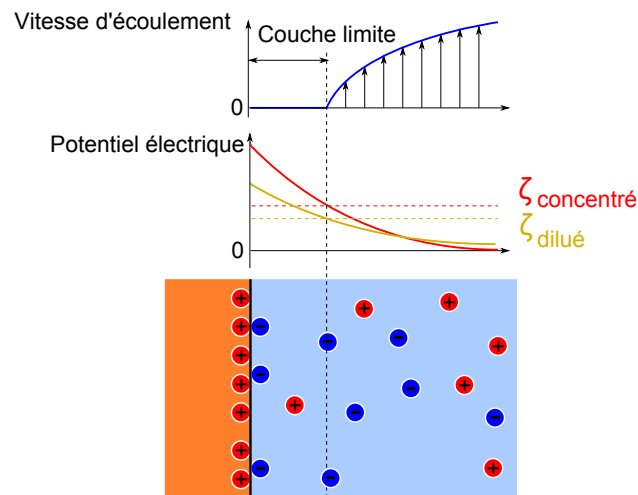 Vitesse d'écoulement
Couche limite
0
Potentiel électrique
ζ concentré
ζ dilué
0
+ + + + + + +
- - - - - - - - -
+ + + + + +